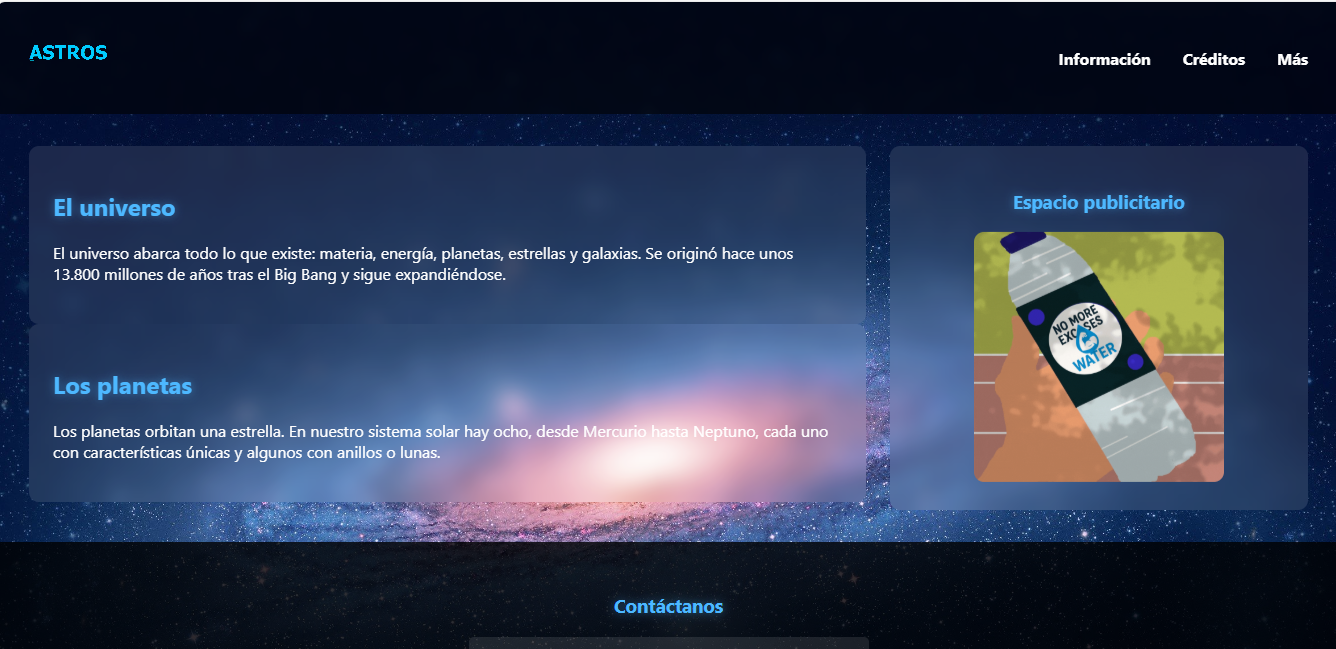 ASTROS
Información Créditos Más
El universo
El universo abarca todo lo que existe: materia, energía, planetas, estrellas y galaxias. Se originó hace unos
13.800 millones de años tras el Big Bang y sigue expandiéndose.
Los planetas
Los planetas orbitan una estrella. En nuestro sistema solar hay ocho, desde Mercurio hasta Neptuno, cada uno
con características únicas y algunos con anillos o lunas.
Espacio publicitario
NO MORE
EXCUSES
WATER
Contáctanos